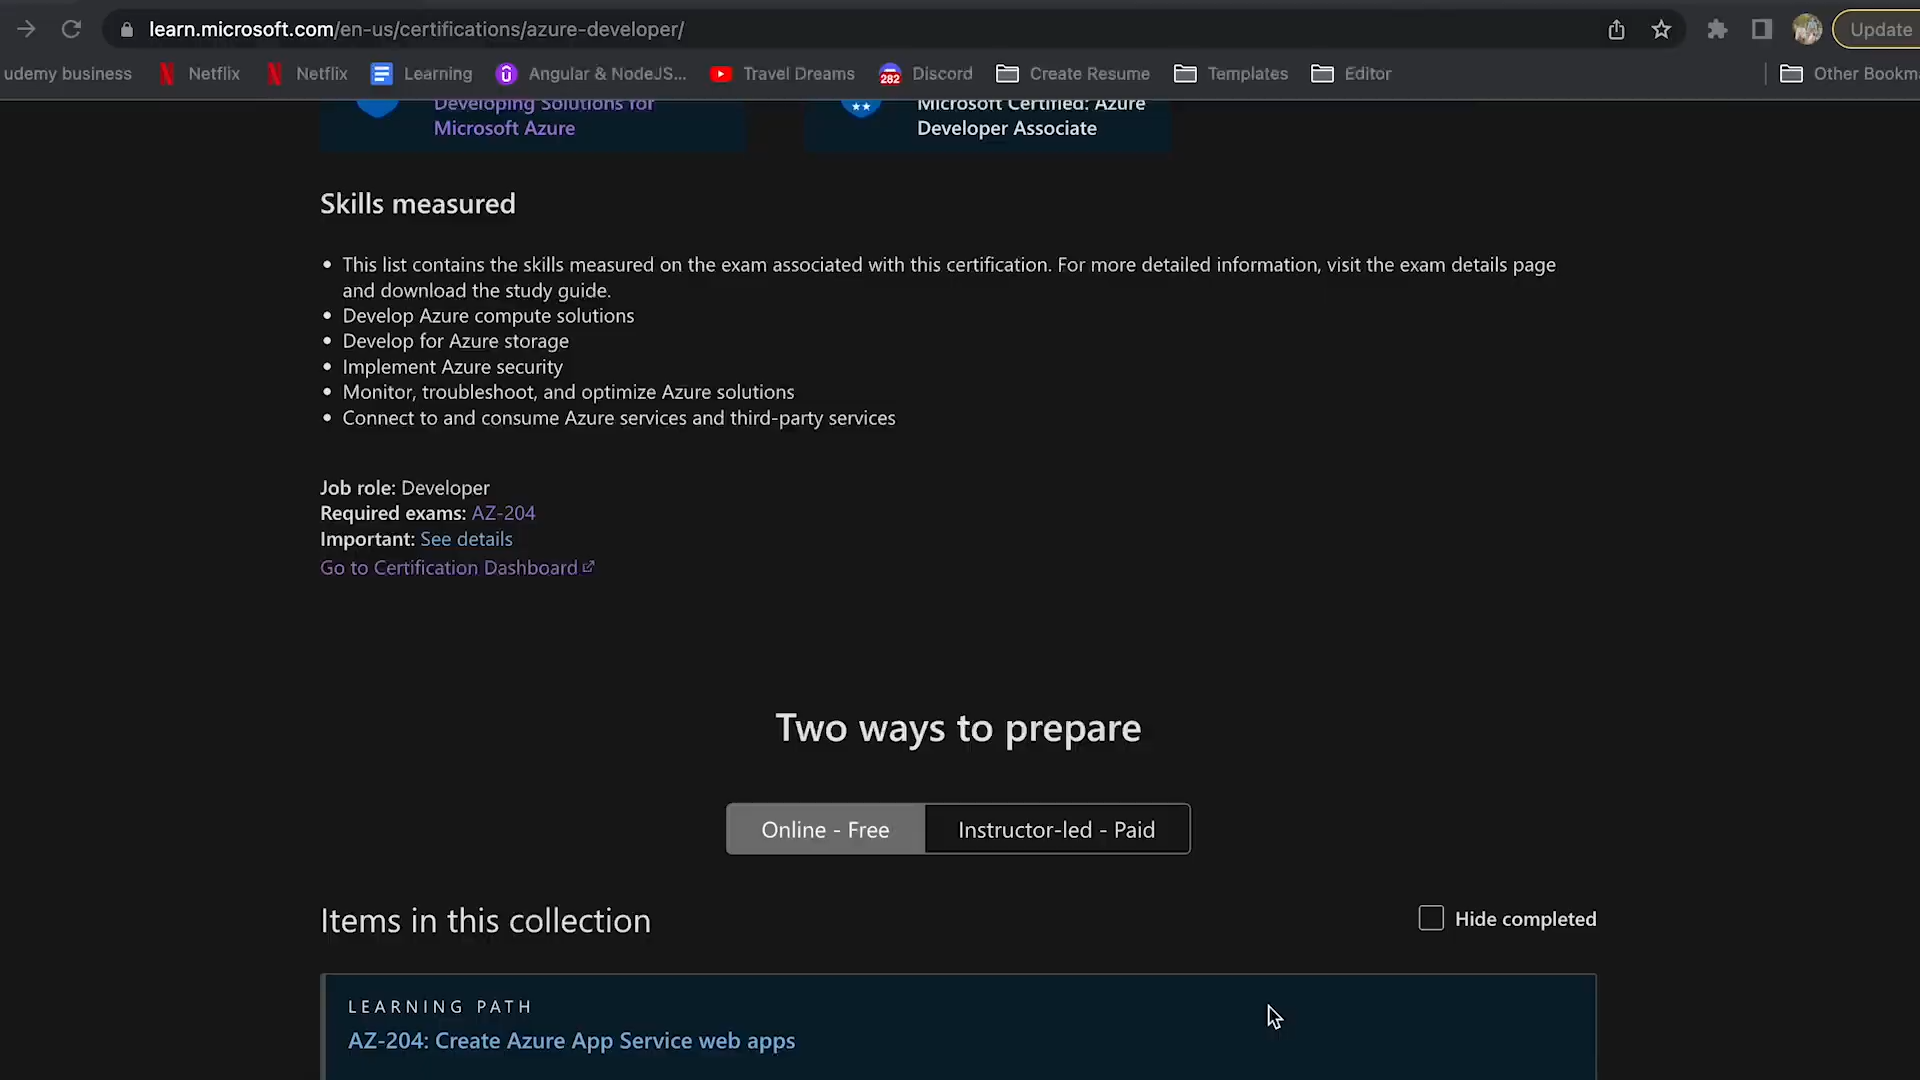 learn.microsoft.com/en-us/certifications/azure-developer/
Update
udemy business
Netflix
Netflix
Learning
Angular & NodeJS...
Travel Dreams
282
Discord
Create Resume
Templates
Editor
Other Bookma
Developing Solutions for
Microsoft Azure
Microsoft Certified: Azure
Developer Associate
Skills measured
• This list contains the skills measured on the exam associated with this certification. For more detailed information, visit the exam details page
and download the study guide.
• Develop Azure compute solutions
• Develop for Azure storage
• Implement Azure security
• Monitor, troubleshoot, and optimize Azure solutions
• Connect to and consume Azure services and third-party services
Job role: Developer
Required exams: AZ-204
Important: See details
Go to Certification Dashboard
Two ways to prepare
Online - Free
Instructor-led - Paid
Items in this collection
Hide completed
LEARNING PATH
AZ-204: Create Azure App Service web apps